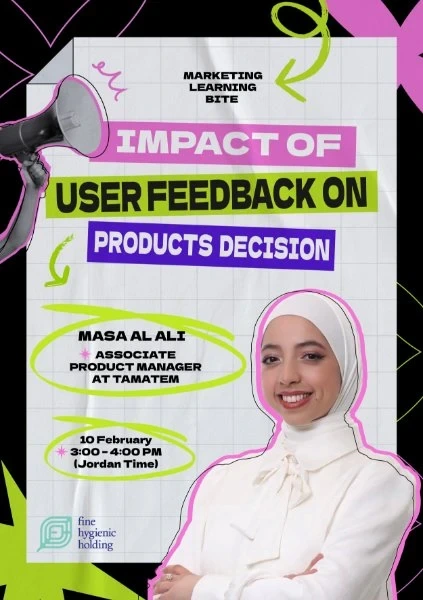 MARKETING
LEARNING
BITE
IMPACT OF
USER FEEDBACK ON
PRODUCTS DECISION
MASA AL ALI
ASSOCIATE
PRODUCT MANAGER
AT TAMATEM
10 February
3:00 - 4:00 PM
(Jordan Time)
fine
hygienic
holding